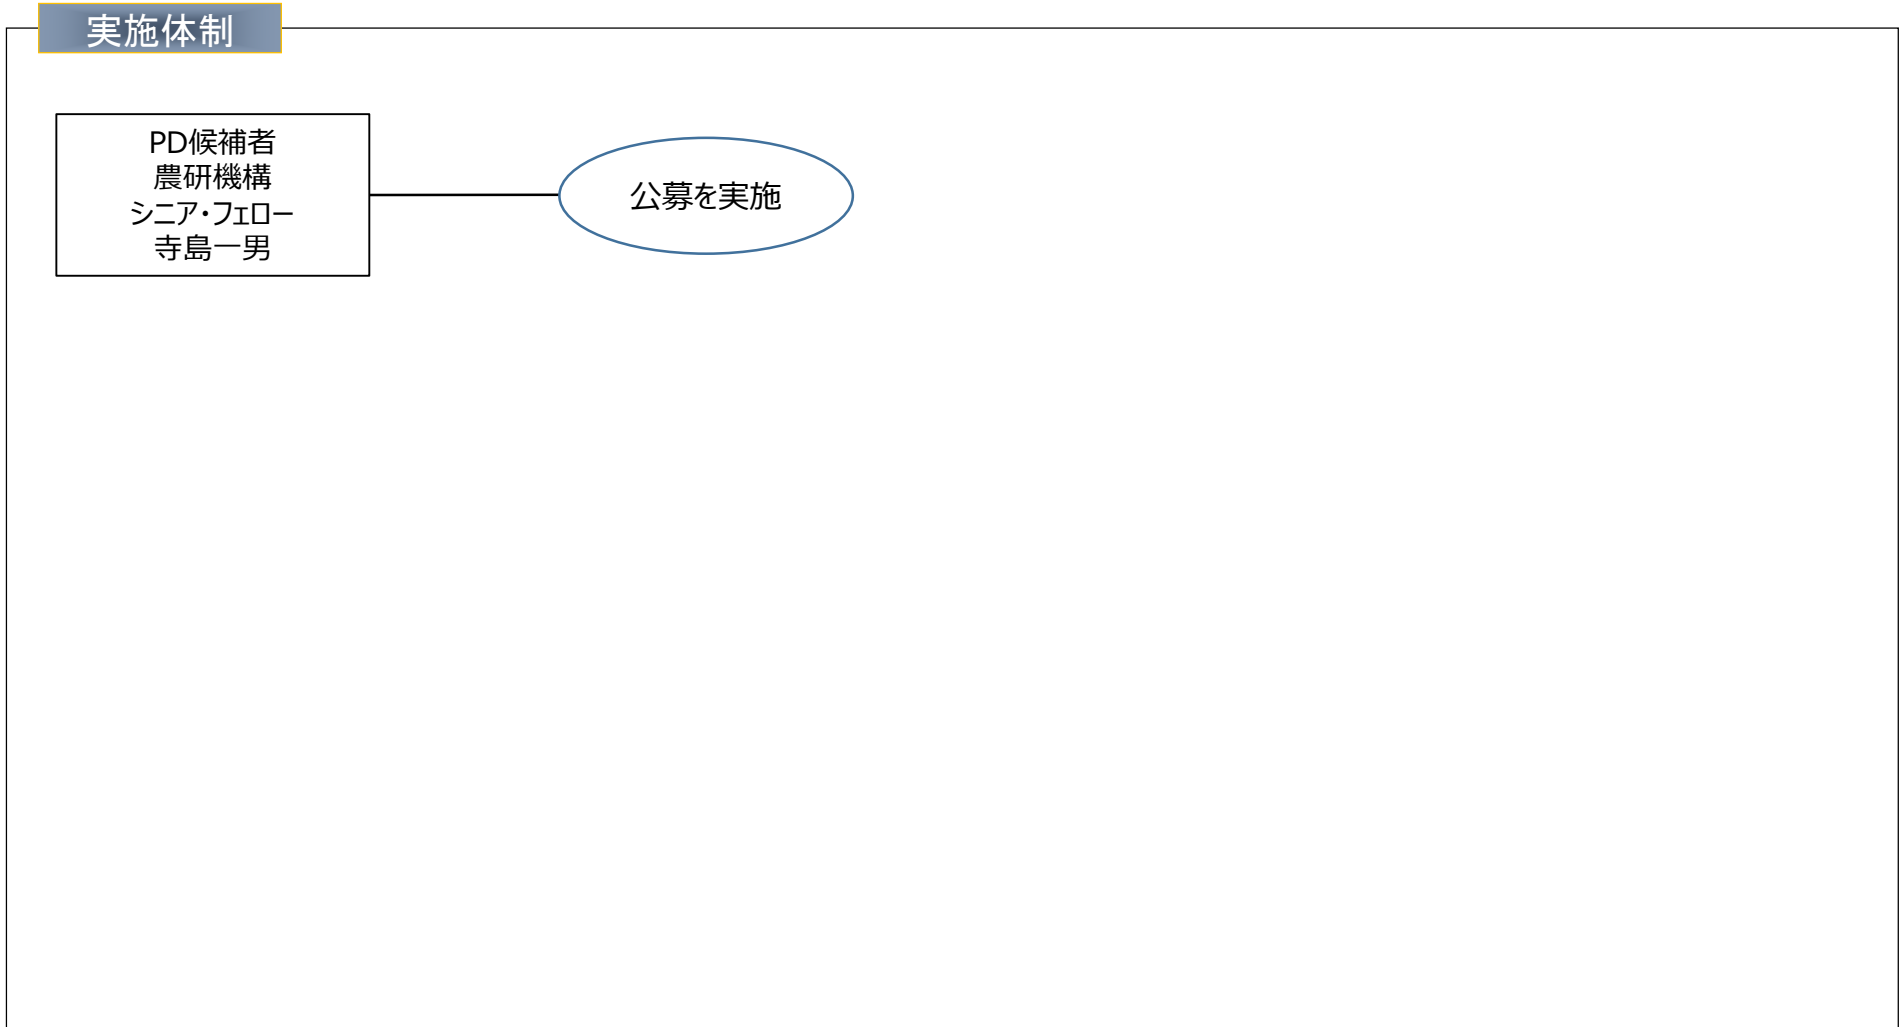 実施体制
PD候補者
農研機構
シニア・フェロー
寺島一男
公募を実施